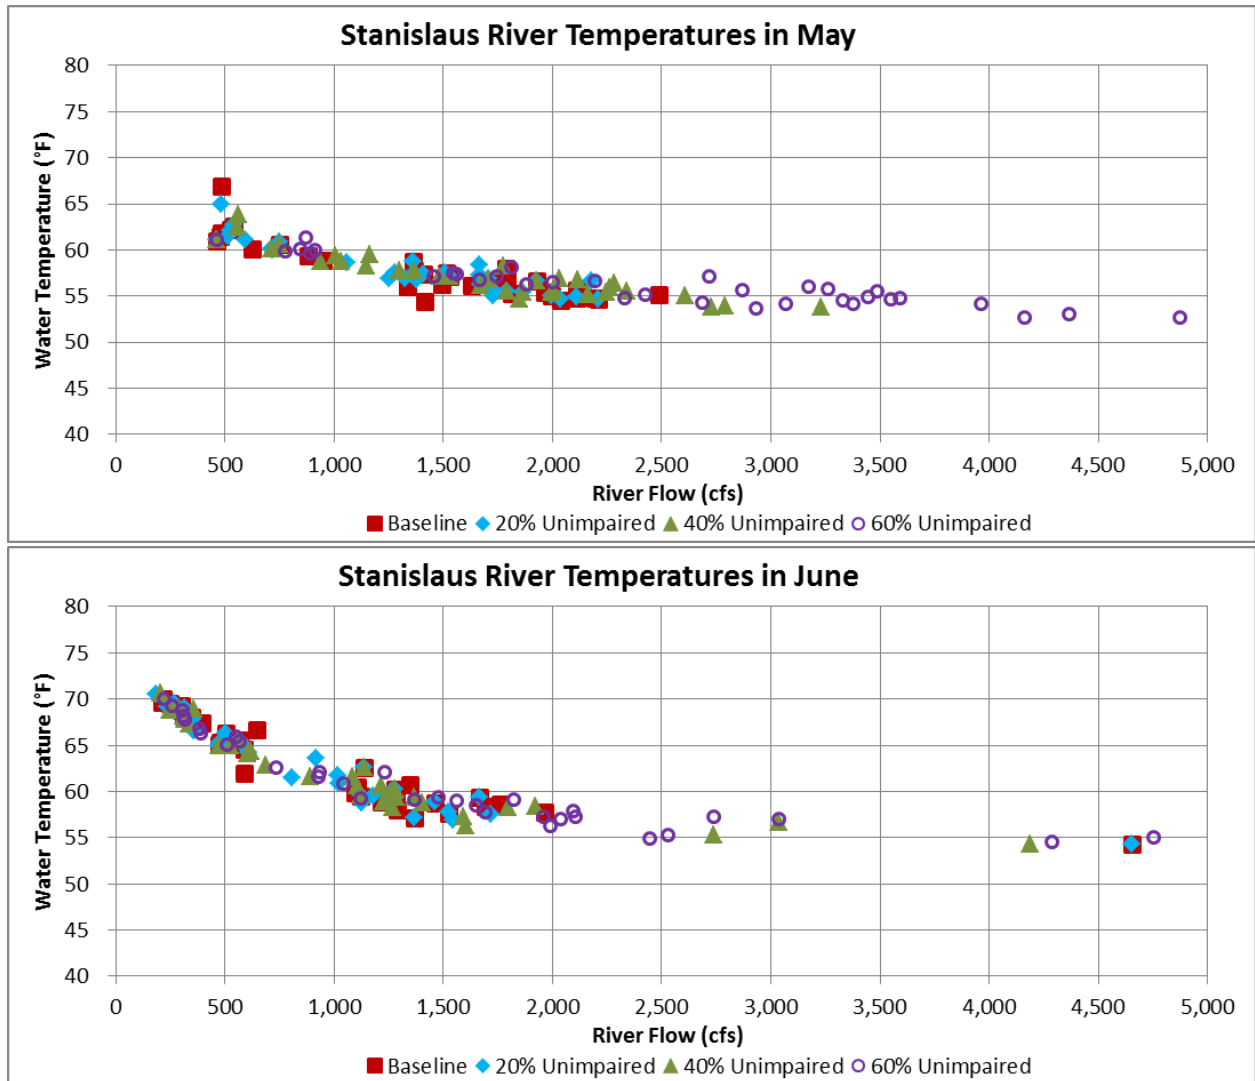 Stanislaus River Temperatures in May
Water Temperature (°F)
80
75
70
65
60
55
50
45
40
0 500 1,000 1,500 2,000 2,500 3,000 3,500 4,000 4,500 5,000
River Flow (cfs)
Baseline 20% Unimpaired 40% Unimpaired 60% Unimpaired
Stanislaus River Temperatures in June
Water Temperature (°F)
80
75
70
65
60
55
50
45
40
0 500 1,000 1,500 2,000 2,500 3,000 3,500 4,000 4,500 5,000
River Flow (cfs)
Baseline 20% Unimpaired 40% Unimpaired 60% Unimpaired